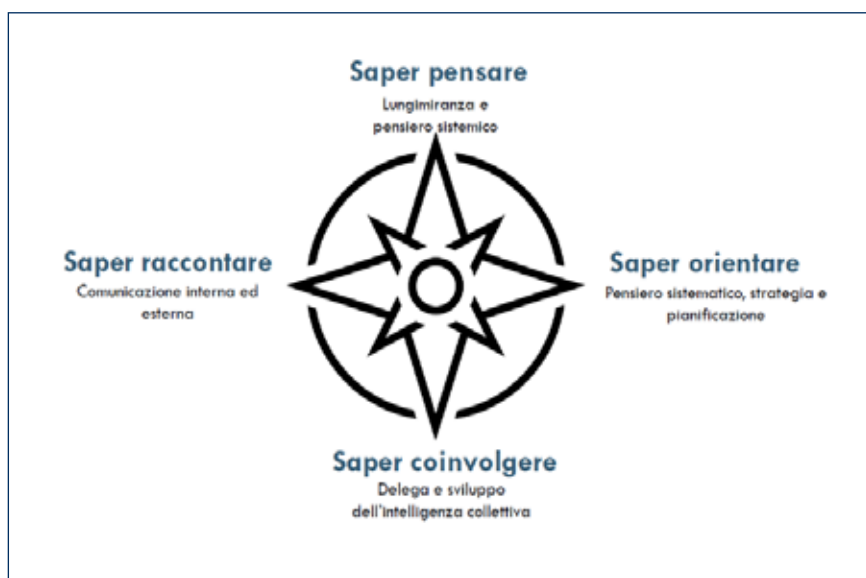 Saper pensare
Lungimiranza e
pensiero sistemico
Saper raccontare
Comunicazione interna ed
esterna
Saper orientare
Pensiero sistematico, strategia e
pianificazione
Saper coinvolgere
Delega e sviluppo
dell'intelligenza collettiva